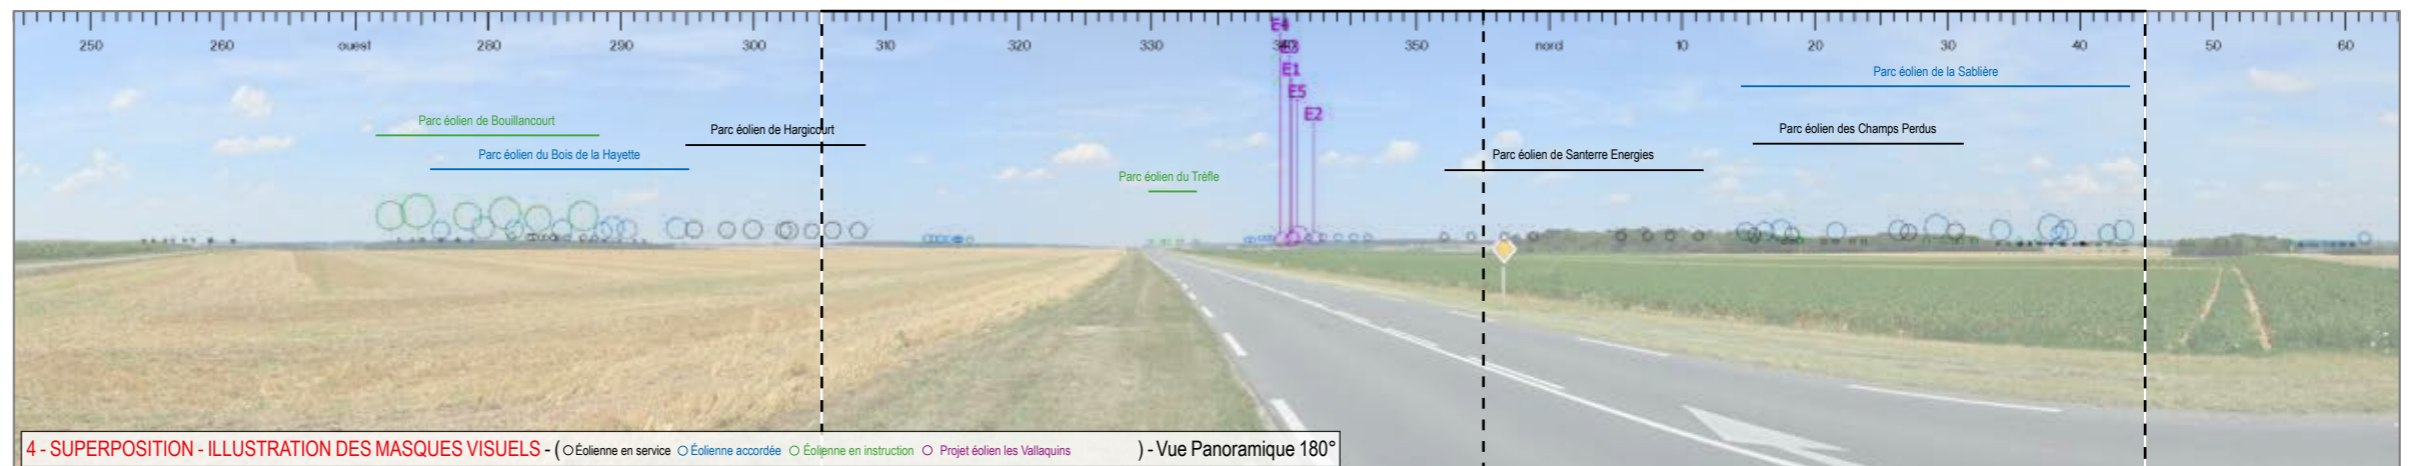 250 260 ouest 280 290 300 310 320 330 340 350 nord 10 20 30 40 50 60
E4
E3
E1
E5
E2
Parc éolien de la Sablière
Parc éolien de Bouillancourt
Parc éolien de Hargicourt
Parc éolien des Champs Perdus
Parc éolien du Bois de la Hayette
Parc éolien de Santerre Energies
Parc éolien du Trèfle
4 - SUPERPOSITION - ILLUSTRATION DES MASQUES VISUELS - ( Éolienne en service Éolienne accordée Éolienne en instruction Projet éolien les Vallaquins ) - Vue Panoramique 180°